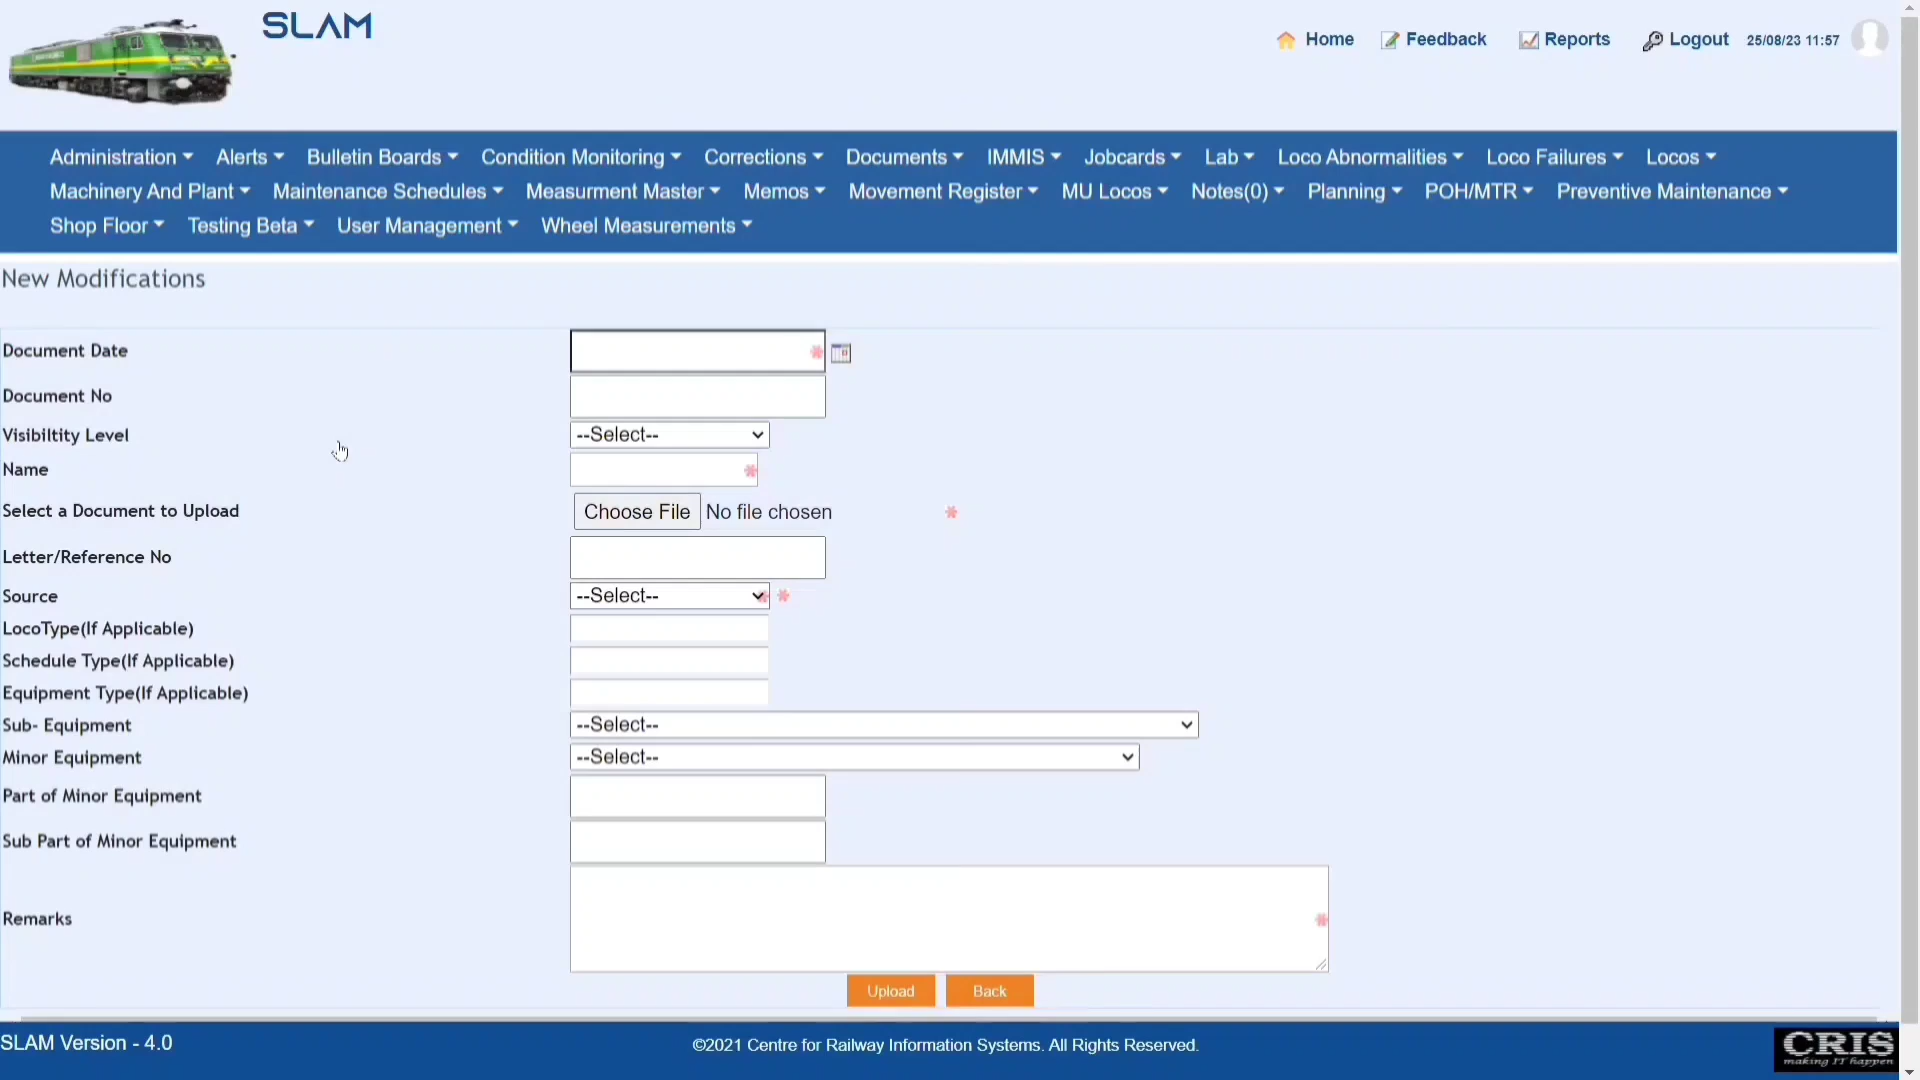 SLAM
Home Feedback Reports Logout 25/08/23 11:57
Administration Alerts Bulletin Boards Condition Monitoring Corrections Documents IMMIS Jobcards Lab Loco Abnormalities Loco Failures Locos
Machinery And Plant Maintenance Schedules Measurment Master Memos Movement Register MU Locos Notes(0) Planning POH/MTR Preventive Maintenance
Shop Floor Testing Beta User Management Wheel Measurements
New Modifications
Document Date
Document No
Visibiltity Level --Select--
Name
Select a Document to Upload Choose File No file chosen
Letter/Reference No
Source --Select--
LocoType(If Applicable)
Schedule Type(If Applicable)
Equipment Type(If Applicable)
Sub- Equipment --Select--
Minor Equipment --Select--
Part of Minor Equipment
Sub Part of Minor Equipment
Remarks
Upload Back
SLAM Version - 4.0 ©2021 Centre for Railway Information Systems. All Rights Reserved. CRIS
making IT happen